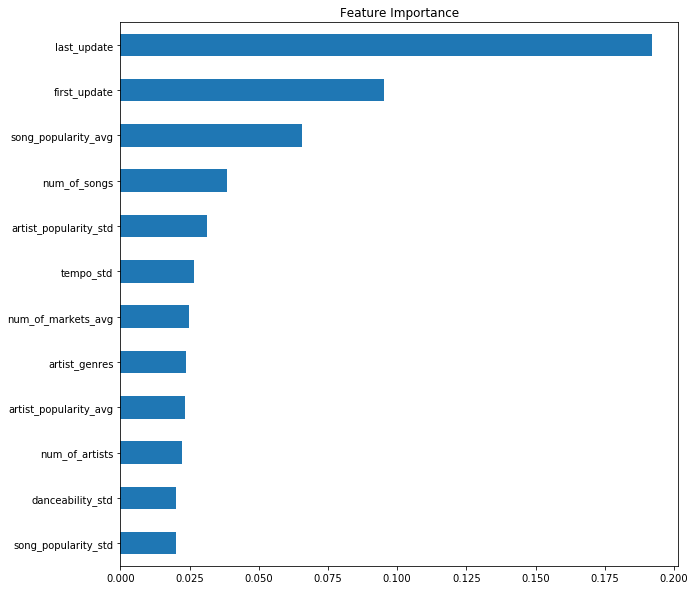 Feature Importance
last_update
first_update
song_popularity_avg
num_of_songs
artist_popularity_std
tempo_std
num_of_markets_avg
artist_genres
artist_popularity_avg
num_of_artists
danceability_std
song_popularity_std
0.000 0.025 0.050 0.075 0.100 0.125 0.150 0.175 0.200